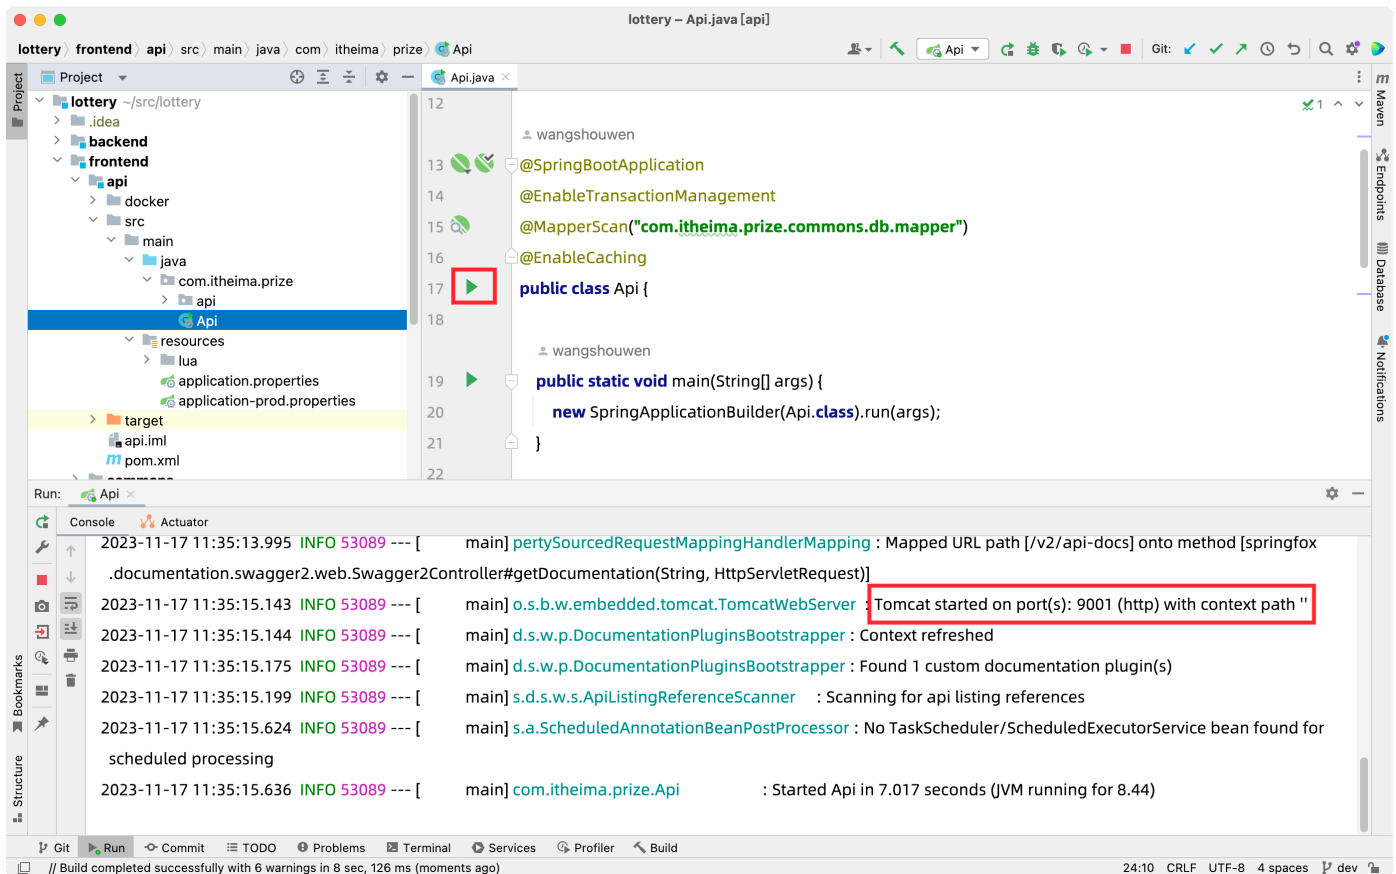 lottery – Api.java [api]
lottery frontend api src main java com itheima prize Api
Api
Git:
Project
Api.java
Project
Maven
Endpoints
Database
Notifications
lottery ~/src/lottery
.idea
backend
frontend
api
docker
src
main
java
com.itheima.prize
api
Api
resources
lua
application.properties
application-prod.properties
target
api.iml
pom.xml
commons
1
12
wangshouwen
13 @SpringBootApplication
14 @EnableTransactionManagement
15 @MapperScan("com.itheima.prize.commons.db.mapper")
16 @EnableCaching
17 public class Api {
18
wangshouwen
19 public static void main(String[] args) {
20 new SpringApplicationBuilder(Api.class).run(args);
21 }
22
Run: Api
Console Actuator
2023-11-17 11:35:13.995 INFO 53089 --- [ main] pertySourcedRequestMappingHandlerMapping : Mapped URL path [/v2/api-docs] onto method [springfox
.documentation.swagger2.web.Swagger2Controller#getDocumentation(String, HttpServletRequest)]
2023-11-17 11:35:15.143 INFO 53089 --- [ main] o.s.b.w.embedded.tomcat.TomcatWebServer : Tomcat started on port(s): 9001 (http) with context path ''
2023-11-17 11:35:15.144 INFO 53089 --- [ main] d.s.w.p.DocumentationPluginsBootstrapper : Context refreshed
2023-11-17 11:35:15.175 INFO 53089 --- [ main] d.s.w.p.DocumentationPluginsBootstrapper : Found 1 custom documentation plugin(s)
2023-11-17 11:35:15.199 INFO 53089 --- [ main] s.d.s.w.s.ApiListingReferenceScanner : Scanning for api listing references
2023-11-17 11:35:15.624 INFO 53089 --- [ main] s.a.ScheduledAnnotationBeanPostProcessor : No TaskScheduler/ScheduledExecutorService bean found for
scheduled processing
2023-11-17 11:35:15.636 INFO 53089 --- [ main] com.itheima.prize.Api : Started Api in 7.017 seconds (JVM running for 8.44)
Bookmarks
Structure
Git Run Commit TODO Problems Terminal Services Profiler Build
// Build completed successfully with 6 warnings in 8 sec, 126 ms (moments ago) 24:10 CRLF UTF-8 4 spaces dev